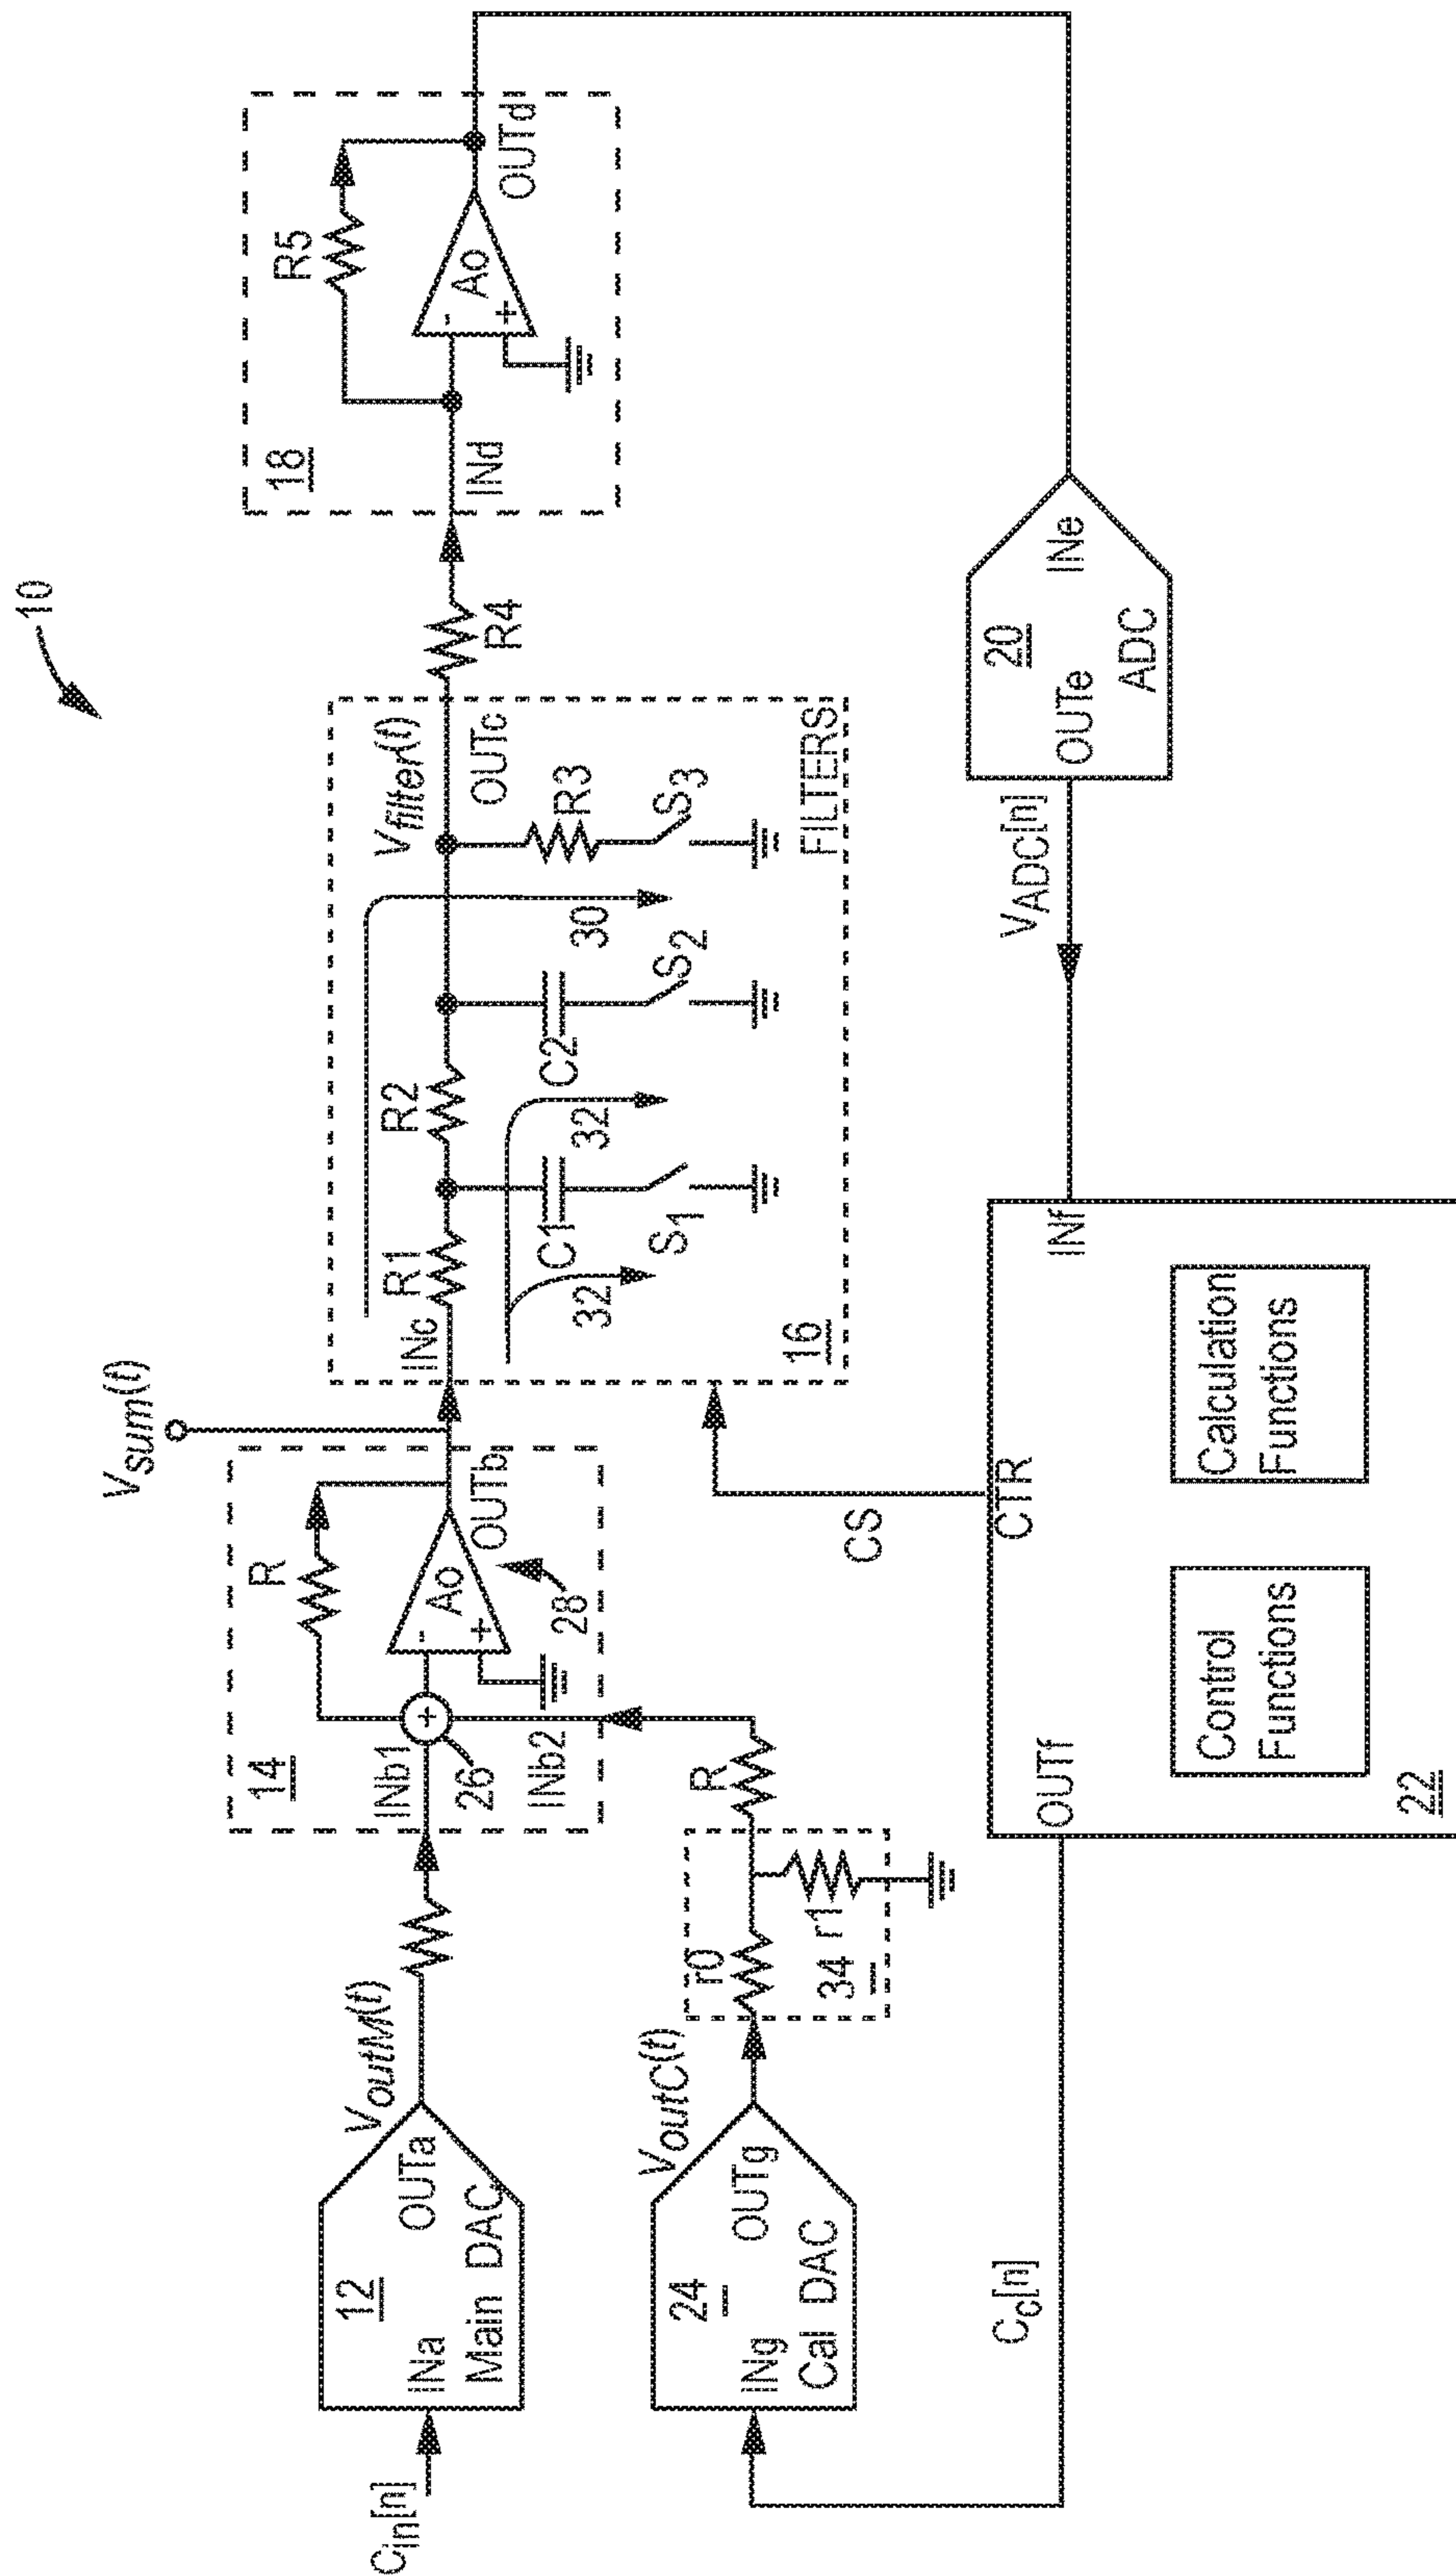 10
C_in[n]
12
INa
OUTa
Main DAC
V_outM(t)
14
INb1
26
INb2
R
Ao
-
+
+
28
OUTb
V_sum(t)
INc
R1
R2
V_filter(t)
OUTc
C1
C2
R3
S1
S2
S3
32
32
30
16
FILTERS
R4
18
INd
R5
Ao
-
+
OUTd
24
INg
OUTg
Cal DAC
V_outC(t)
r0
r1
34
R
CS
20
INe
OUTe
ADC
V_ADC[n]
C_c[n]
OUTf
CTR
INf
Control
Functions
Calculation
Functions
22